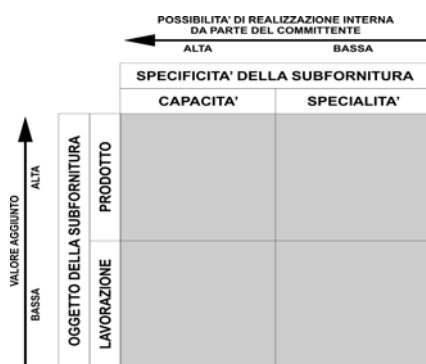 POSSIBILITA' DI REALIZZAZIONE INTERNA
DA PARTE DEL COMMITTENTE
ALTA BASSA
SPECIFICITA' DELLA SUBFORNITURA
CAPACITA' SPECIALITA'
VALORE AGGIUNTO
ALTA
BASSA
OGGETTO DELLA SUBFORNITURA
PRODOTTO
LAVORAZIONE